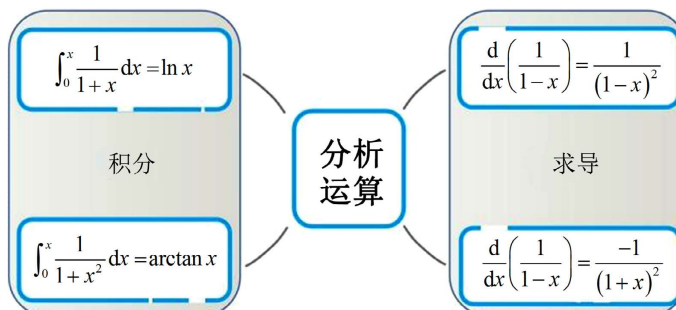 ∫₀ˣ 1/(1+x) dx = ln x
积分
∫₀ˣ 1/(1+x²) dx = arctan x
分析
运算
d/dx (1/(1−x)) = 1/(1−x)²
求导
d/dx (1/(1−x)) = −1/(1+x)²